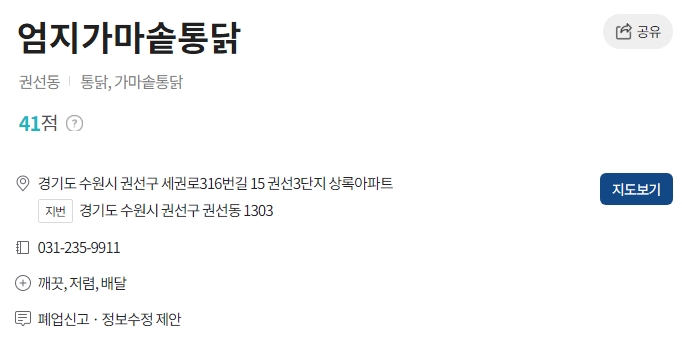 엄지가마솥통닭
공유
권선동 | 통닭, 가마솥통닭
41점 ?
경기도 수원시 권선구 세권로316번길 15 권선3단지 상록아파트
지도보기
지번 경기도 수원시 권선구 권선동 1303
031-235-9911
깨끗, 저렴, 배달
폐업신고 · 정보수정 제안